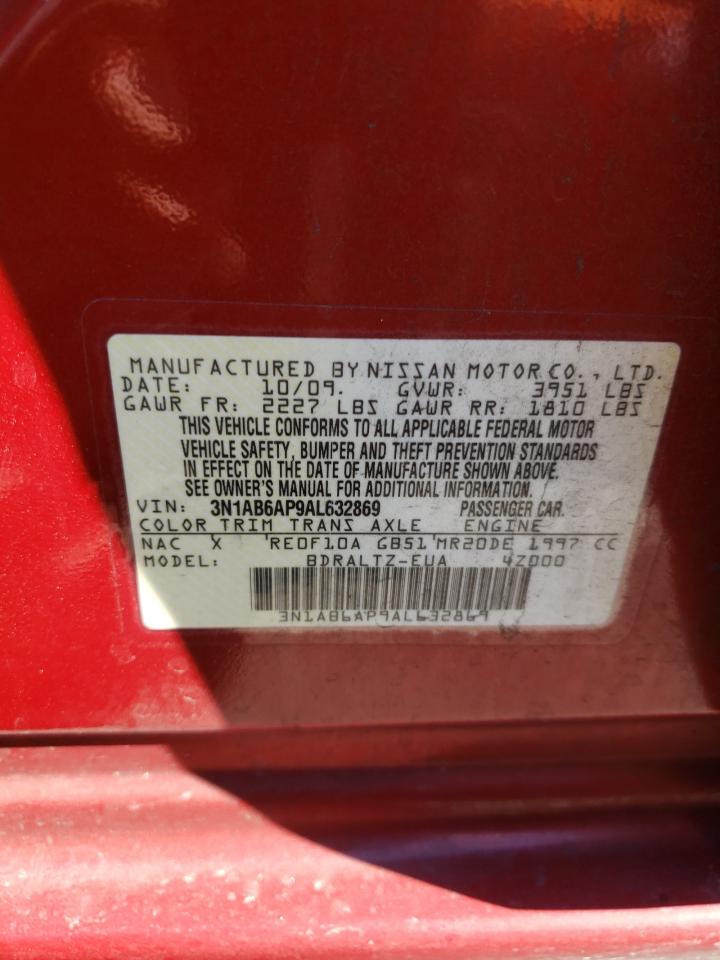 MANUFACTURED BY NISSAN MOTOR CO., LTD.
DATE: 10/09. GVWR: 3951 LBS
GAWR FR: 2227 LBS GAWR RR: 1810 LBS
THIS VEHICLE CONFORMS TO ALL APPLICABLE FEDERAL MOTOR
VEHICLE SAFETY, BUMPER AND THEFT PREVENTION STANDARDS
IN EFFECT ON THE DATE OF MANUFACTURE SHOWN ABOVE.
SEE OWNER'S MANUAL FOR ADDITIONAL INFORMATION.
VIN: 3N1AB6AP9AL632869 PASSENGER CAR.
COLOR TRIM TRANS AXLE ENGINE
NAC X RE0F10A GB51 MR20DE 1997 CC
MODEL: BDRALTZ-EUA 4Z000
3N1AB6AP9AL632869